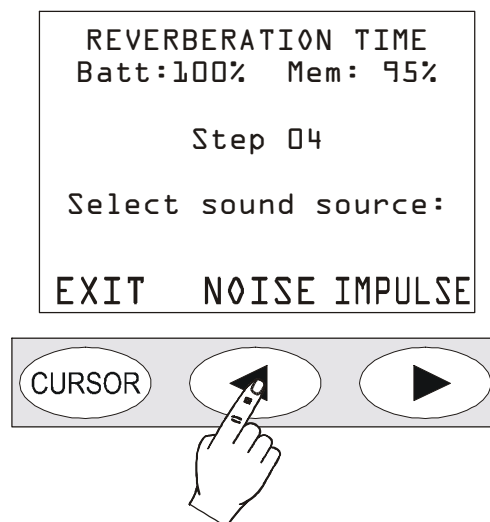 REVERBERATION TIME
Batt:100% Mem: 95%
Step 04
Select sound source:
EXIT NOISE IMPULSE
CURSOR